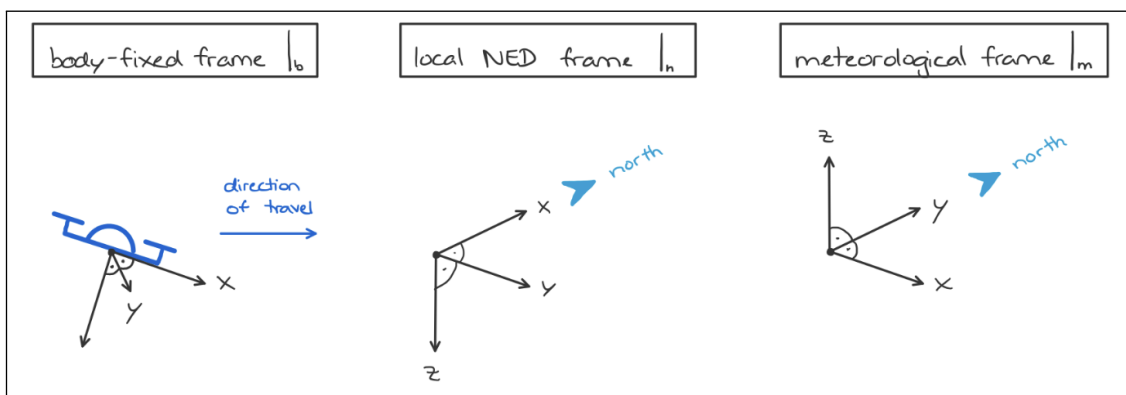 body-fixed frame |b
local NED frame |n
meteorological frame |m
direction
of travel
x
y
north
x
y
z
north
z
y
x